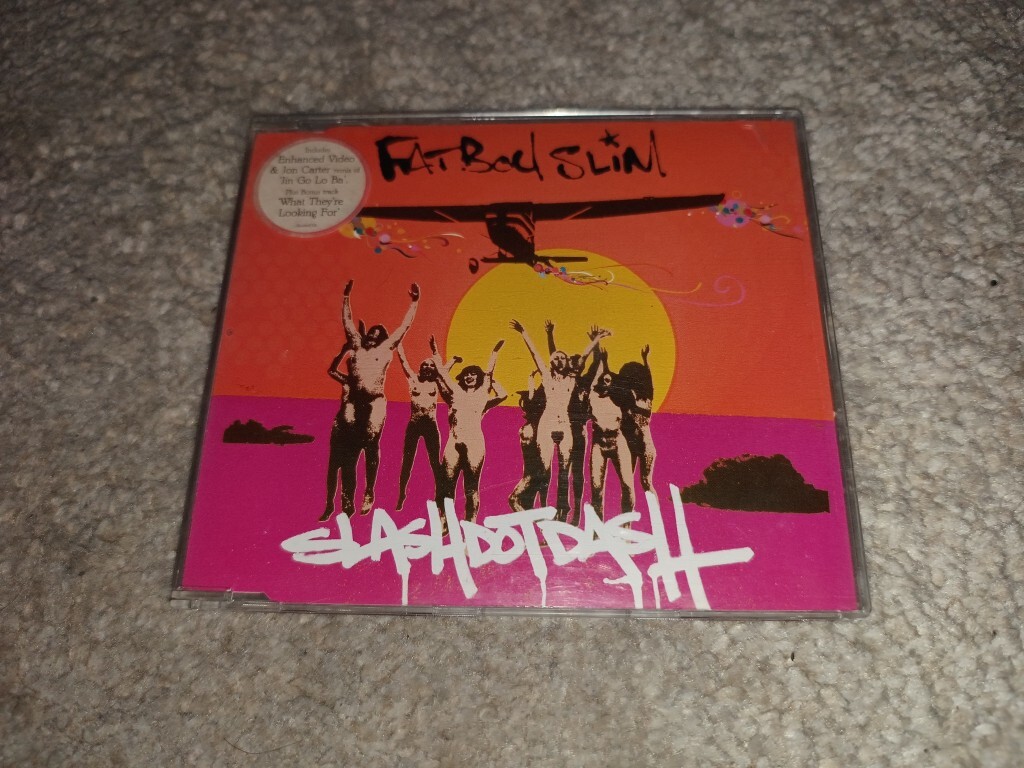 FATBOY SLIM
Includes
Enhanced Video
& Jon Carter remix of
'Jin Go Lo Ba'.
Plus Bonus track
'What They're
Looking For'
SLASHDOTDASH